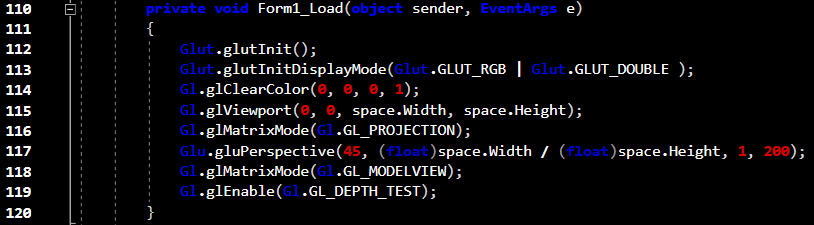 110 private void Form1_Load(object sender, EventArgs e)
111 {
112 Glut.glutInit();
113 Glut.glutInitDisplayMode(Glut.GLUT_RGB | Glut.GLUT_DOUBLE );
114 Gl.glClearColor(0, 0, 0, 1);
115 Gl.glViewport(0, 0, space.Width, space.Height);
116 Gl.glMatrixMode(Gl.GL_PROJECTION);
117 Glu.gluPerspective(45, (float)space.Width / (float)space.Height, 1, 200);
118 Gl.glMatrixMode(Gl.GL_MODELVIEW);
119 Gl.glEnable(Gl.GL_DEPTH_TEST);
120 }